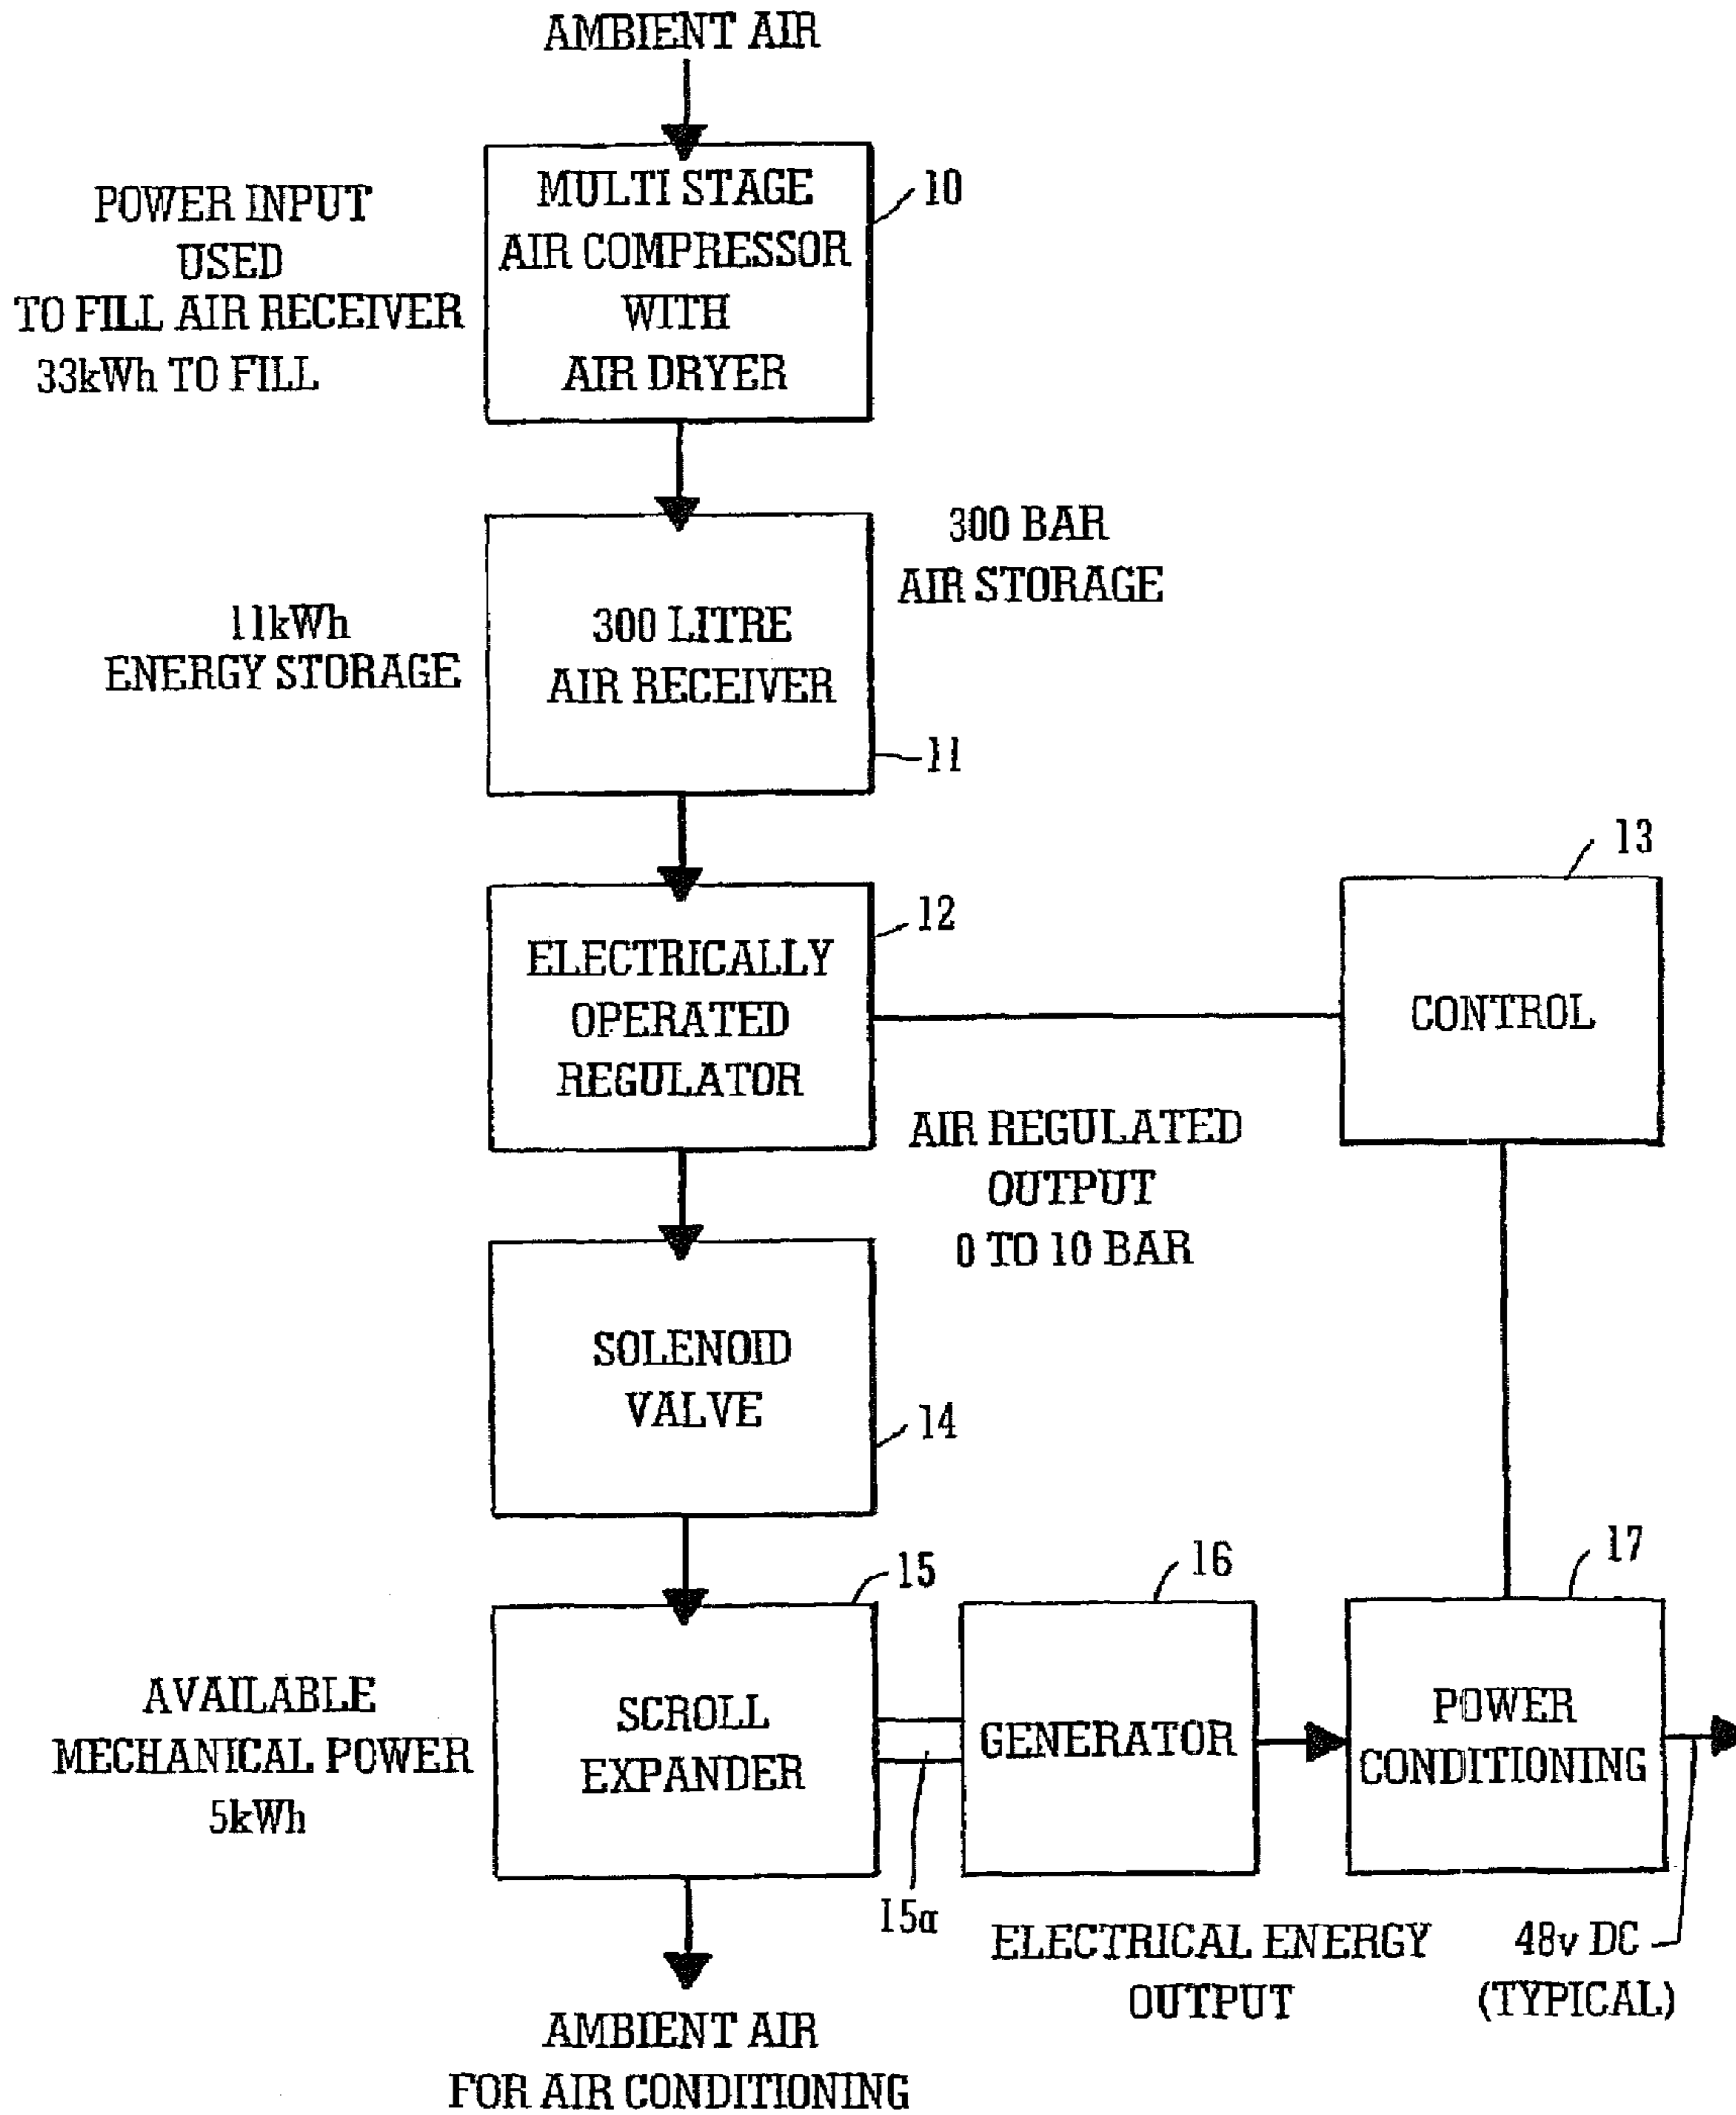 AMBIENT AIR
POWER INPUT
USED
TO FILL AIR RECEIVER
33kWh TO FILL
MULTI STAGE
AIR COMPRESSOR
WITH
AIR DRYER
10
300 BAR
AIR STORAGE
11kWh
ENERGY STORAGE
300 LITRE
AIR RECEIVER
11
12
ELECTRICALLY
OPERATED
REGULATOR
13
CONTROL
AIR REGULATED
OUTPUT
0 TO 10 BAR
SOLENOID
VALVE
14
AVAILABLE
MECHANICAL POWER
5kWh
15
SCROLL
EXPANDER
15a
16
GENERATOR
17
POWER
CONDITIONING
ELECTRICAL ENERGY
OUTPUT
48v DC
(TYPICAL)
AMBIENT AIR
FOR AIR CONDITIONING